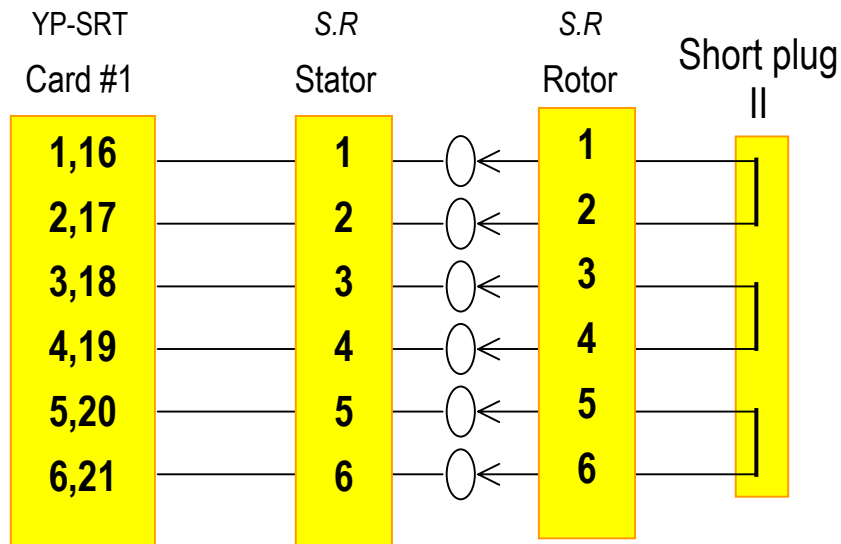 YP-SRT S.R S.R
Card #1 Stator Rotor Short plug
II
1,16 1 1
2,17 2 2
3,18 3 3
4,19 4 4
5,20 5 5
6,21 6 6